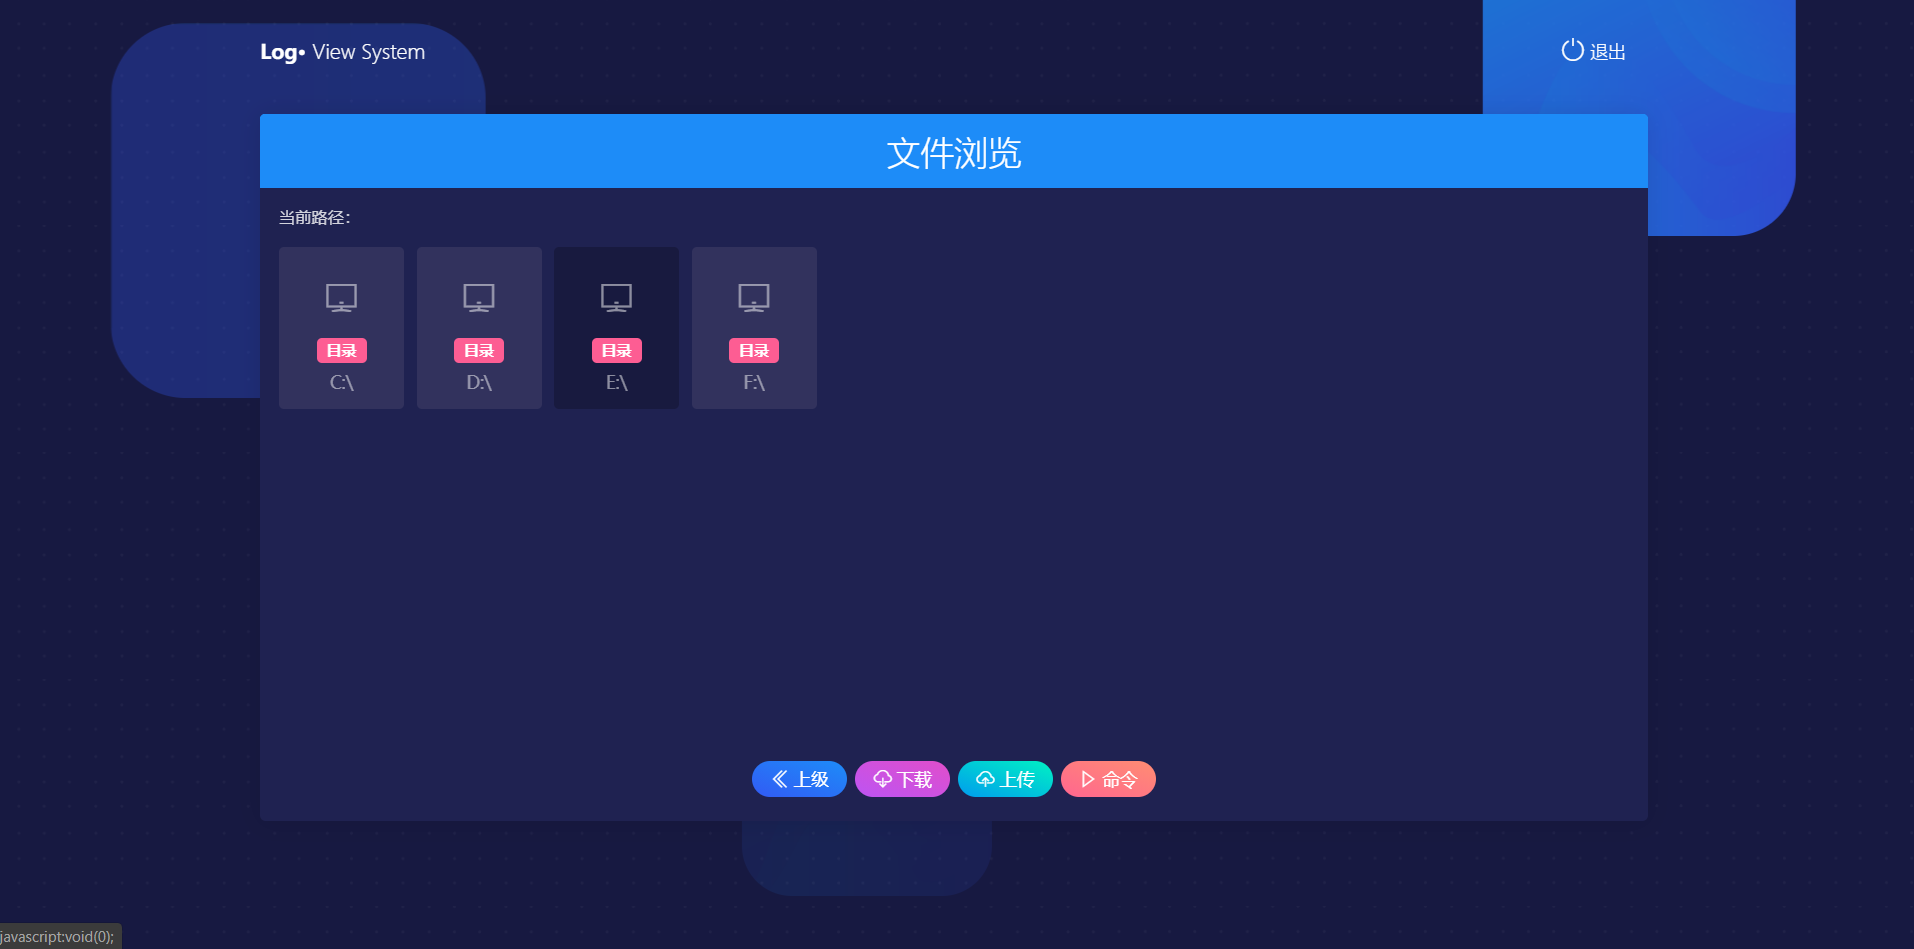 Log• View System
退出
文件浏览
当前路径：
目录
C:\
目录
D:\
目录
E:\
目录
F:\
上级 下载 上传 命令
javascript:void(0);